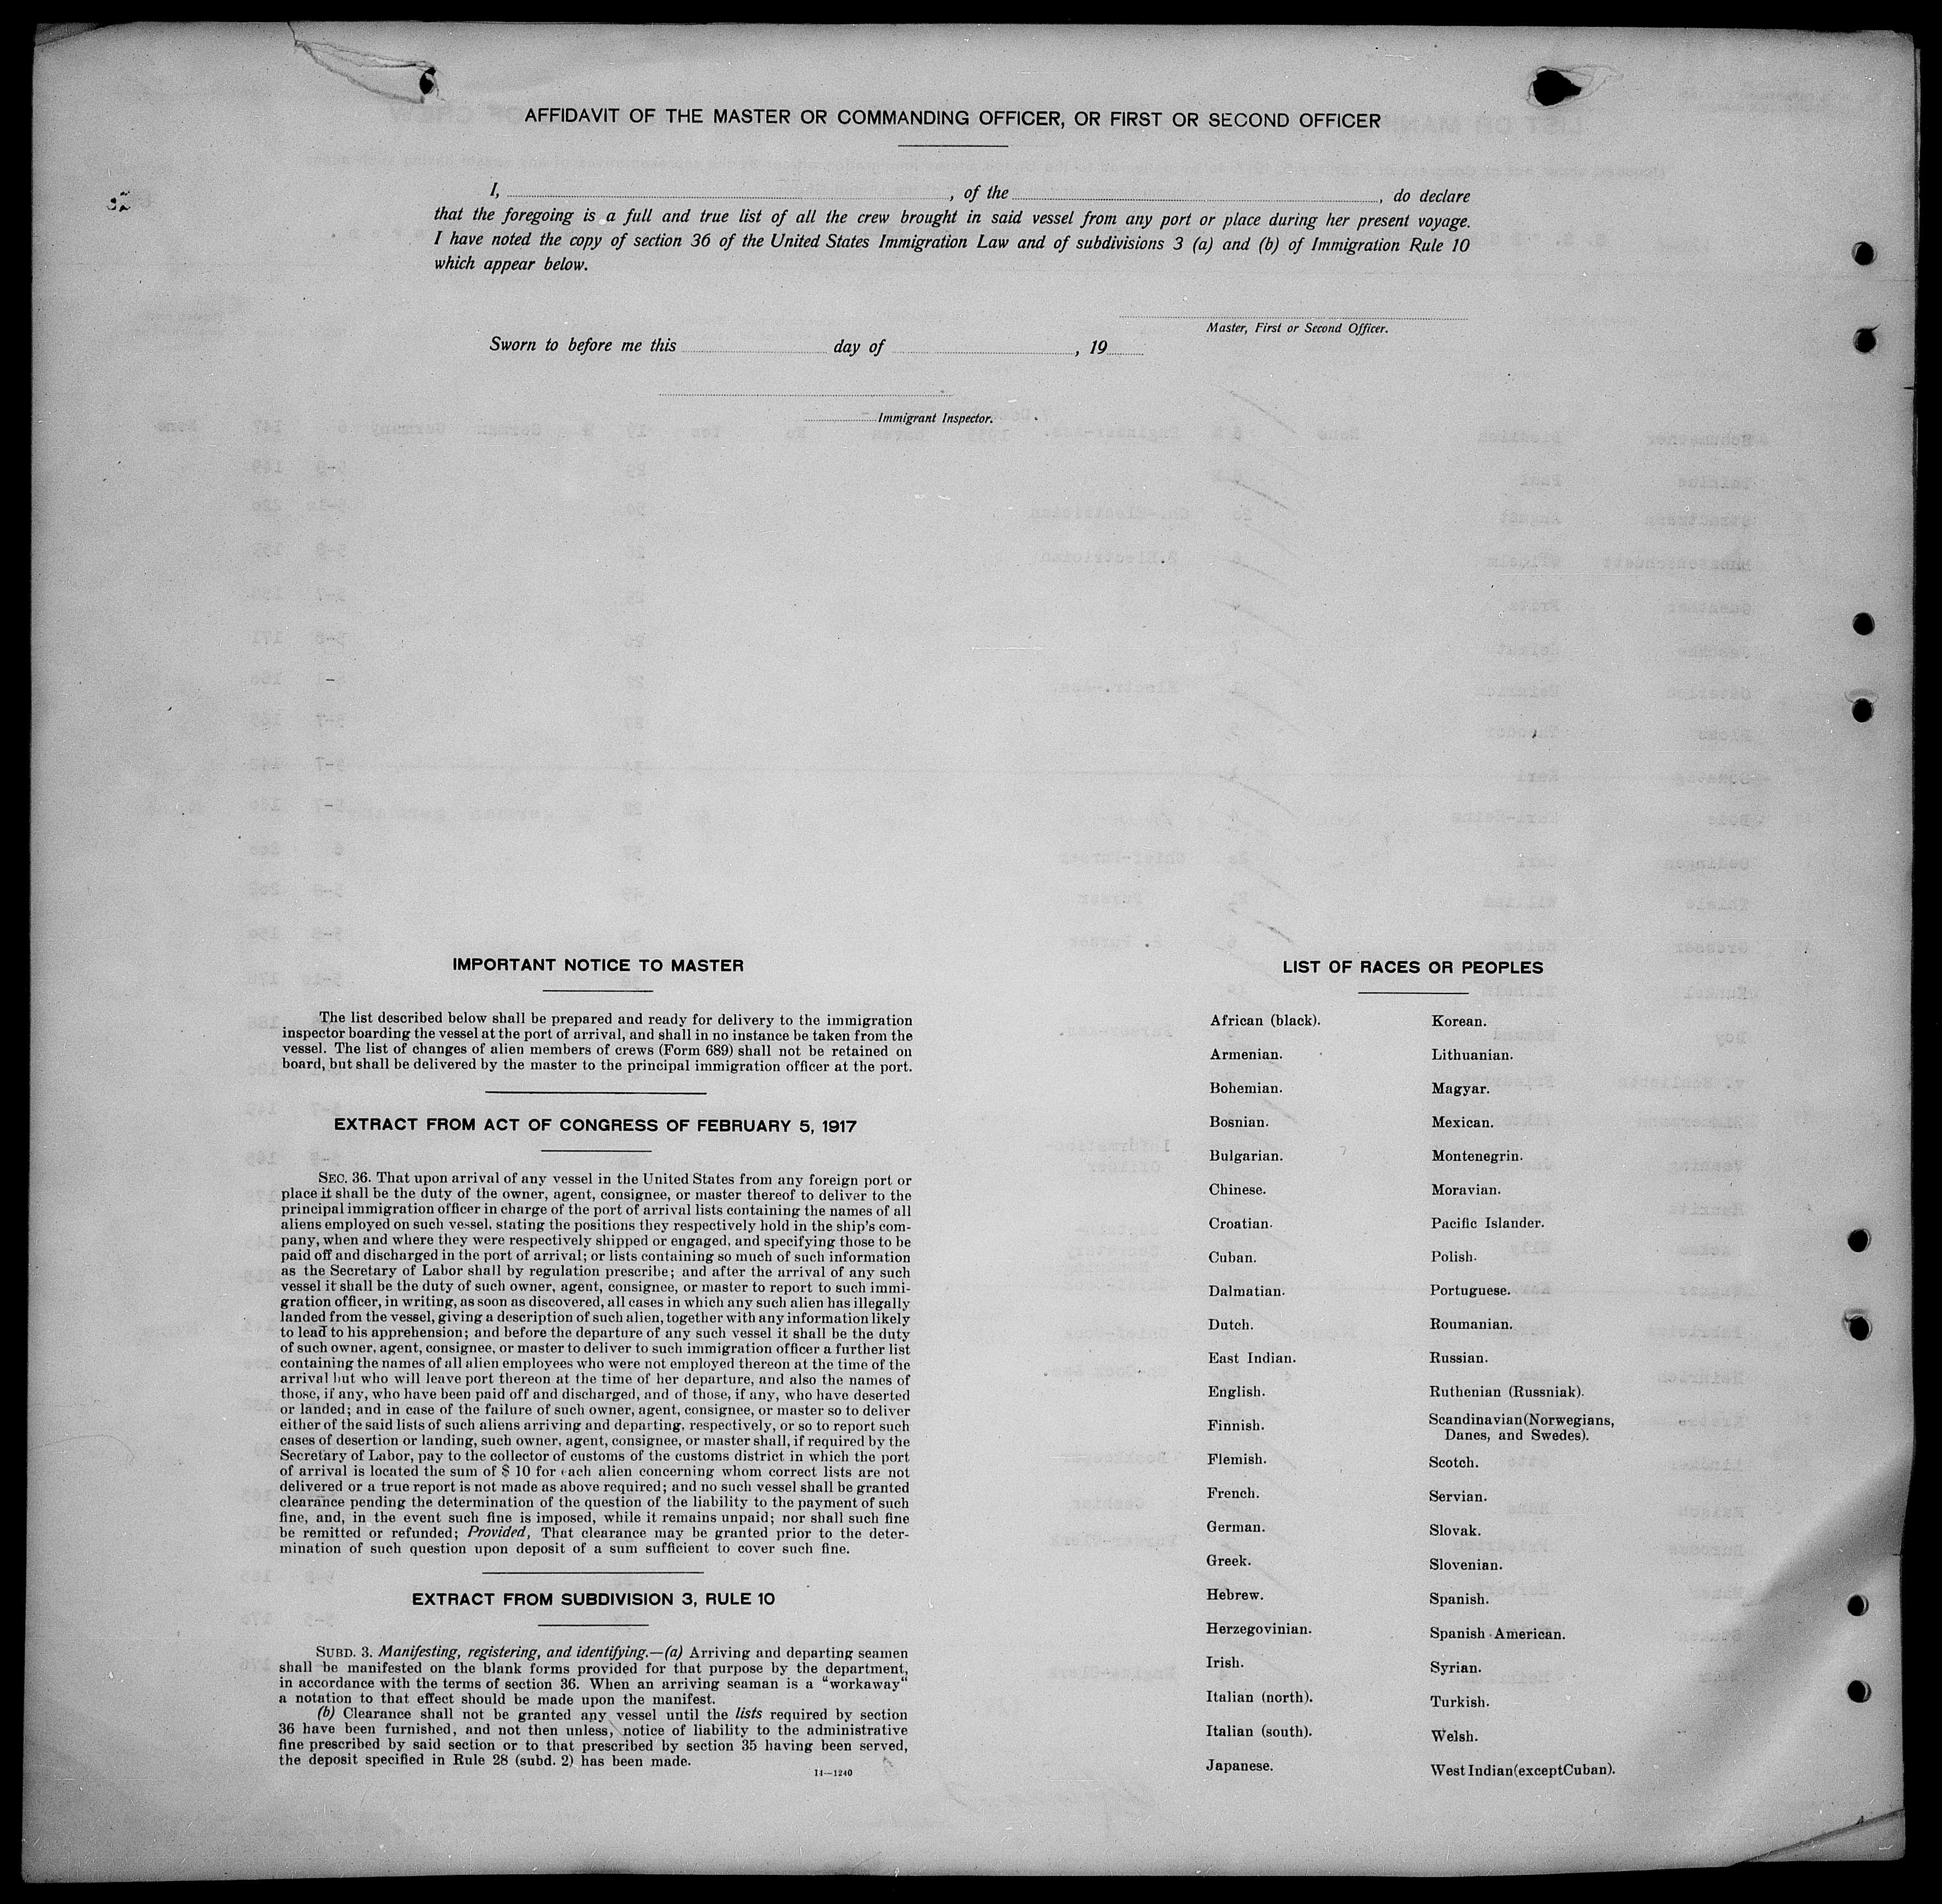 AFFIDAVIT OF THE MASTER OR COMMANDING OFFICER, OR FIRST OR SECOND OFFICER
I, , of the , do declare
that the foregoing is a full and true list of all the crew brought in said vessel from any port or place during her present voyage.
I have noted the copy of section 36 of the United States Immigration Law and of subdivisions 3 (a) and (b) of Immigration Rule 10
which appear below.
Master, First or Second Officer.
Sworn to before me this day of , 19
Immigrant Inspector.
IMPORTANT NOTICE TO MASTER
The list described below shall be prepared and ready for delivery to the immigration
inspector boarding the vessel at the port of arrival, and shall in no instance be taken from the
vessel. The list of changes of alien members of crews (Form 689) shall not be retained on
board, but shall be delivered by the master to the principal immigration officer at the port.
EXTRACT FROM ACT OF CONGRESS OF FEBRUARY 5, 1917
SEC. 36. That upon arrival of any vessel in the United States from any foreign port or
place it shall be the duty of the owner, agent, consignee, or master thereof to deliver to the
principal immigration officer in charge of the port of arrival lists containing the names of all
aliens employed on such vessel, stating the positions they respectively hold in the ship's com-
pany, when and where they were respectively shipped or engaged, and specifying those to be
paid off and discharged in the port of arrival; or lists containing so much of such information
as the Secretary of Labor shall by regulation prescribe; and after the arrival of any such
vessel it shall be the duty of such owner, agent, consignee, or master to report to such immi-
gration officer, in writing, as soon as discovered, all cases in which any such alien has illegally
landed from the vessel, giving a description of such alien, together with any information likely
to lead to his apprehension; and before the departure of any such vessel it shall be the duty
of such owner, agent, consignee, or master to deliver to such immigration officer a further list
containing the names of all alien employees who were not employed thereon at the time of the
arrival but who will leave port thereon at the time of her departure, and also the names of
those, if any, who have been paid off and discharged, and of those, if any, who have deserted
or landed; and in case of the failure of such owner, agent, consignee, or master so to deliver
either of the said lists of such aliens arriving and departing, respectively, or so to report such
cases of desertion or landing, such owner, agent, consignee, or master shall, if required by the
Secretary of Labor, pay to the collector of customs of the customs district in which the port
of arrival is located the sum of $ 10 for each alien concerning whom correct lists are not
delivered or a true report is not made as above required; and no such vessel shall be granted
clearance pending the determination of the question of the liability to the payment of such
fine, and, in the event such fine is imposed, while it remains unpaid; nor shall such fine
be remitted or refunded; Provided, That clearance may be granted prior to the deter-
mination of such question upon deposit of a sum sufficient to cover such fine.
EXTRACT FROM SUBDIVISION 3, RULE 10
SUBD. 3. Manifesting, registering, and identifying.—(a) Arriving and departing seamen
shall be manifested on the blank forms provided for that purpose by the department,
in accordance with the terms of section 36. When an arriving seaman is a "workaway"
a notation to that effect should be made upon the manifest.
(b) Clearance shall not be granted any vessel until the lists required by section
36 have been furnished, and not then unless, notice of liability to the administrative
fine prescribed by said section or to that prescribed by section 35 having been served,
the deposit specified in Rule 28 (subd. 2) has been made.
14—1240
LIST OF RACES OR PEOPLES
African (black).
Armenian.
Bohemian.
Bosnian.
Bulgarian.
Chinese.
Croatian.
Cuban.
Dalmatian.
Dutch.
East Indian.
English.
Finnish.
Flemish.
French.
German.
Greek.
Hebrew.
Herzegovinian.
Irish.
Italian (north).
Italian (south).
Japanese.
Korean.
Lithuanian.
Magyar.
Mexican.
Montenegrin.
Moravian.
Pacific Islander.
Polish.
Portuguese.
Roumanian.
Russian.
Ruthenian (Russniak).
Scandinavian (Norwegians,
Danes, and Swedes).
Scotch.
Servian.
Slovak.
Slovenian.
Spanish.
Spanish American.
Syrian.
Turkish.
Welsh.
West Indian (except Cuban).